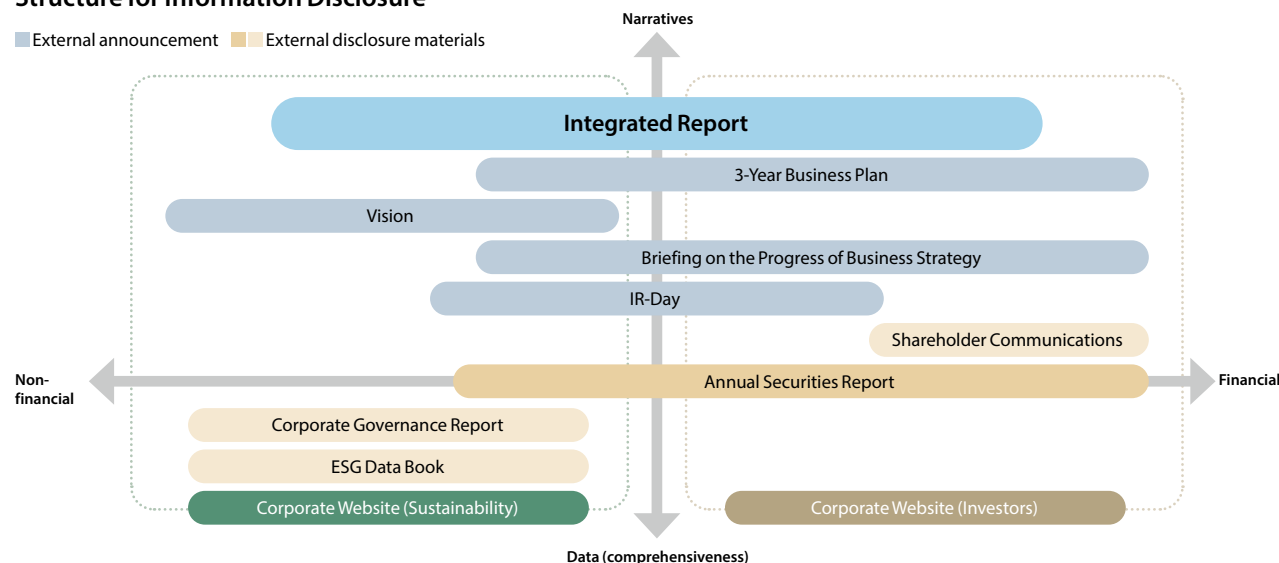 Structure for Information Disclosure
External announcement External disclosure materials
Narratives
Integrated Report
3-Year Business Plan
Vision
Briefing on the Progress of Business Strategy
IR-Day
Shareholder Communications
Non-
financial
Annual Securities Report
Financial
Corporate Governance Report
ESG Data Book
Corporate Website (Sustainability)
Corporate Website (Investors)
Data (comprehensiveness)